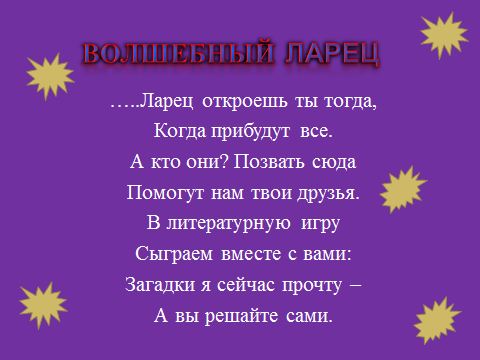 ВОЛШЕБНЫЙ ЛАРЕЦ
…..Ларец откроешь ты тогда,
Когда прибудут все.
А кто они? Позвать сюда
Помогут нам твои друзья.
В литературную игру
Сыграем вместе с вами:
Загадки я сейчас прочту –
А вы решайте сами.